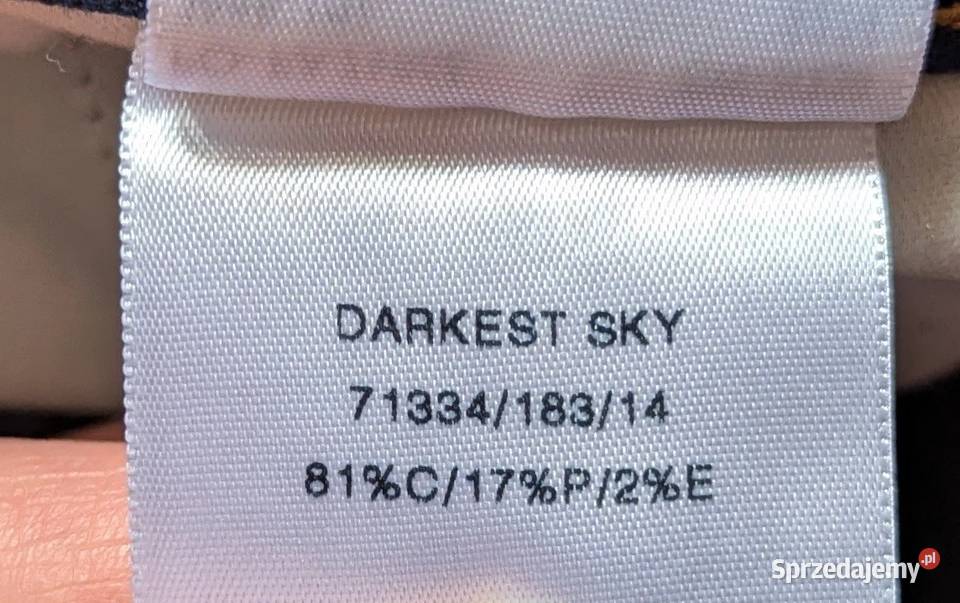 DARKEST SKY
71334/183/14
81%C/17%P/2%E
Sprzedajemy.pl